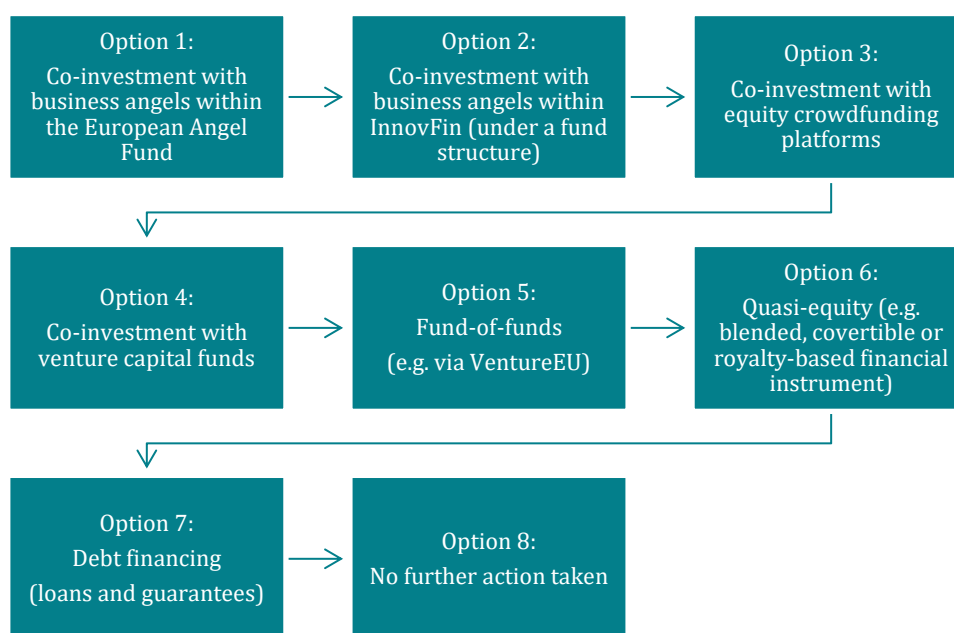 Option 1:
Co-investment with
business angels within
the European Angel
Fund
Option 2:
Co-investment with
business angels within
InnovFin (under a fund
structure)
Option 3:
Co-investment with
equity crowdfunding
platforms
Option 4:
Co-investment with
venture capital funds
Option 5:
Fund-of-funds
(e.g. via VentureEU)
Option 6:
Quasi-equity (e.g.
blended, covertible or
royalty-based financial
instrument)
Option 7:
Debt financing
(loans and guarantees)
Option 8:
No further action taken